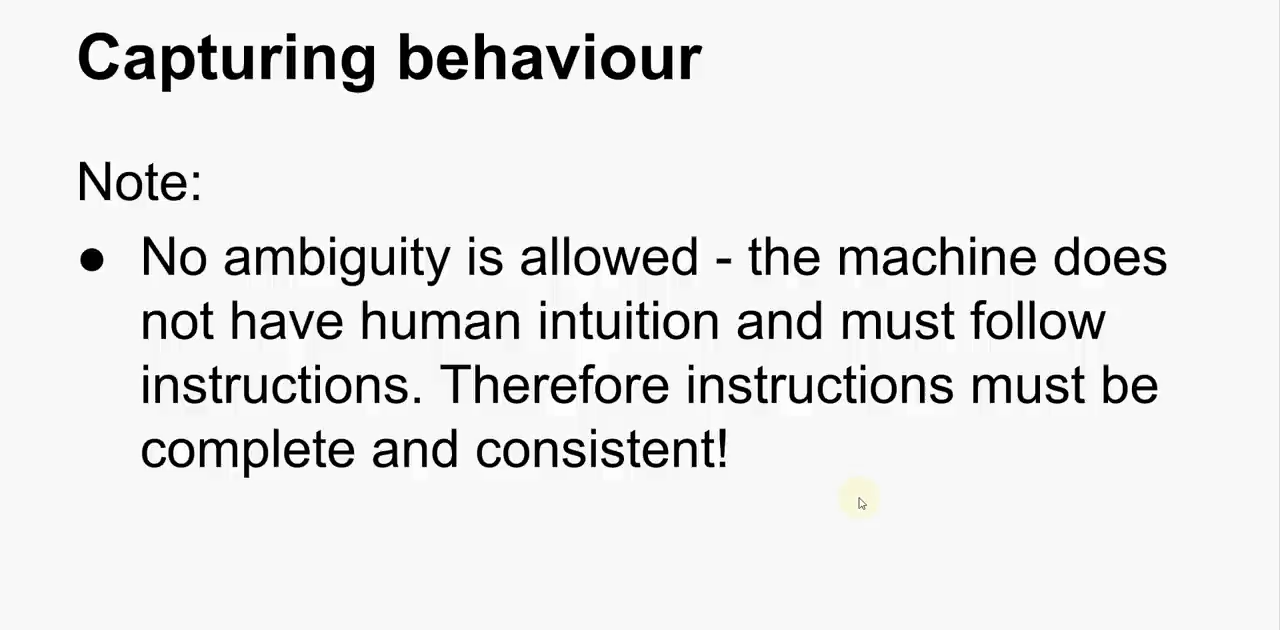 Capturing behaviour
Note:
● No ambiguity is allowed - the machine does
not have human intuition and must follow
instructions. Therefore instructions must be
complete and consistent!